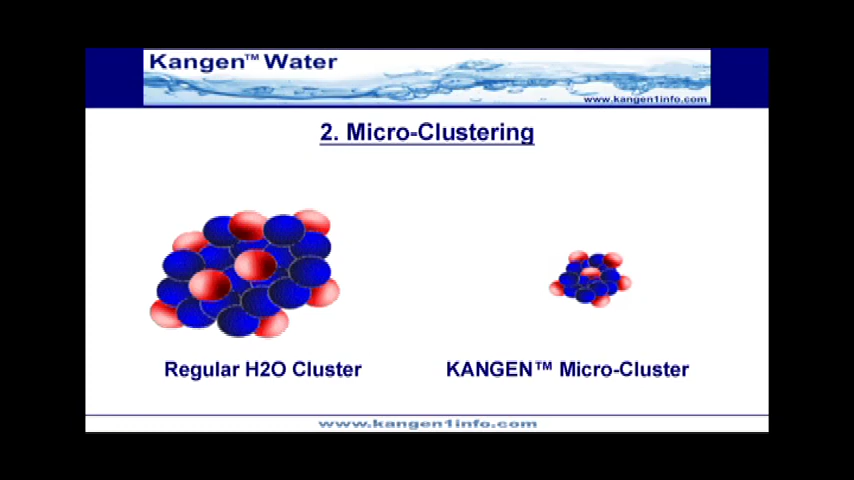 Kangen™ Water
www.kangen1info.com
2. Micro-Clustering
Regular H2O Cluster
KANGEN™ Micro-Cluster
www.kangen1info.com